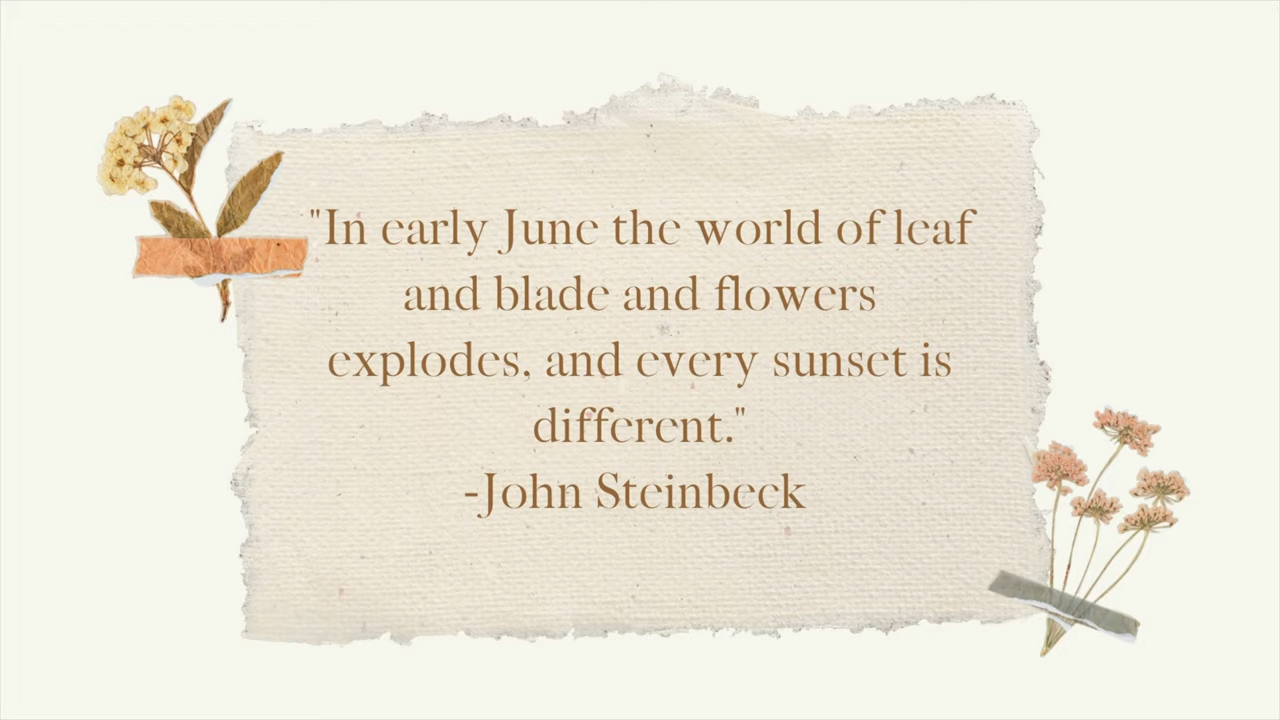 "In early June the world of leaf
and blade and flowers
explodes, and every sunset is
different."
-John Steinbeck